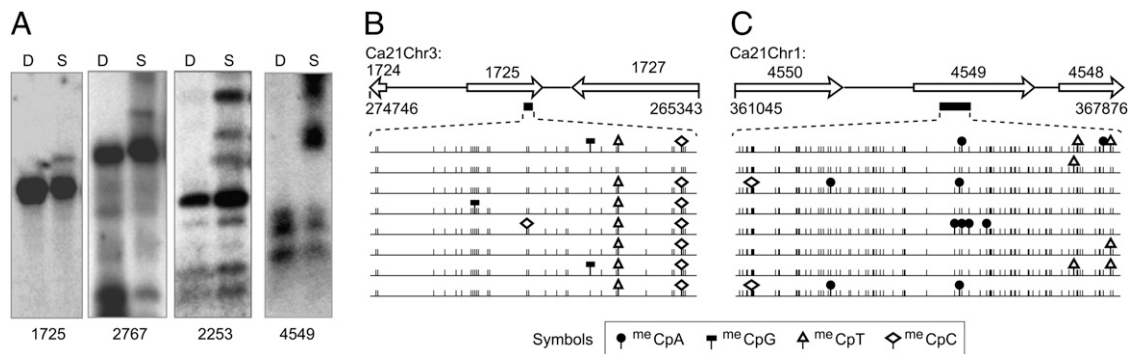 A
D S D S D S D S
1725 2767 2253 4549
B
Ca21Chr3:
1724 1725 1727
274746 265343
C
Ca21Chr1:
4550 4549 4548
361045 367876
Symbols meCpA meCpG meCpT meCpC